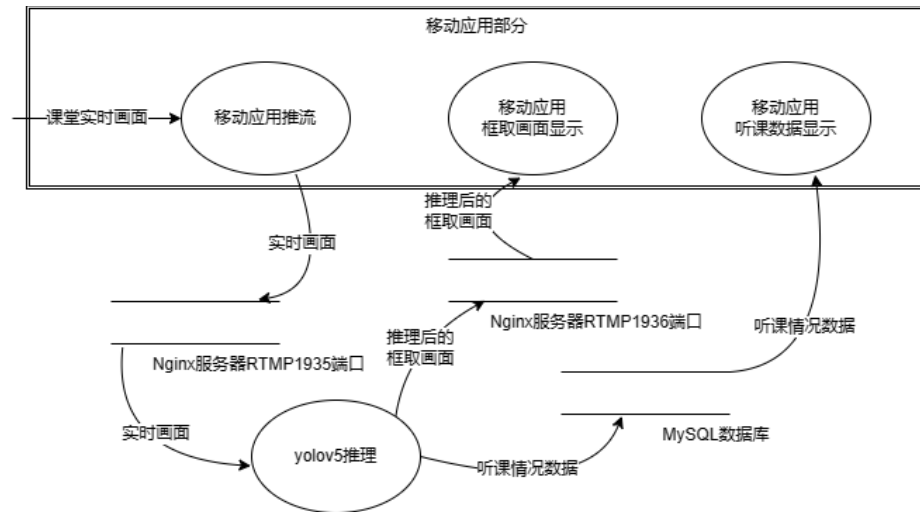 移动应用部分
课堂实时画面
移动应用推流
移动应用
框取画面显示
移动应用
听课数据显示
推理后的
框取画面
实时画面
Nginx服务器RTMP1936端口
听课情况数据
推理后的
框取画面
Nginx服务器RTMP1935端口
实时画面
MySQL数据库
yolov5推理
听课情况数据